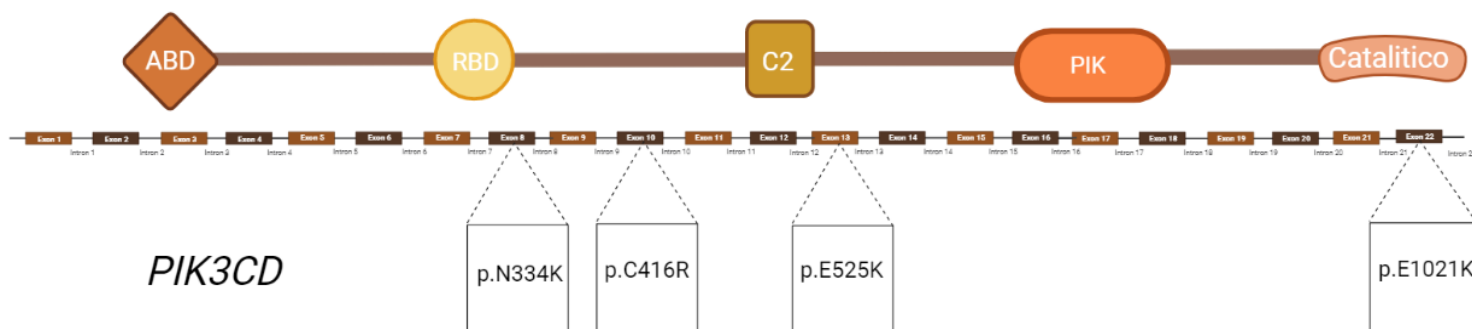 ABD
RBD
C2
PIK
Catalitico
Exon 1 Exon 2 Exon 3 Exon 4 Exon 5 Exon 6 Exon 7 Exon 8 Exon 9 Exon 10 Exon 11 Exon 12 Exon 13 Exon 14 Exon 15 Exon 16 Exon 17 Exon 18 Exon 19 Exon 20 Exon 21 Exon 22
Intron 1 Intron 2 Intron 3 Intron 4 Intron 5 Intron 6 Intron 7 Intron 8 Intron 9 Intron 10 Intron 11 Intron 12 Intron 13 Intron 14 Intron 15 Intron 16 Intron 17 Intron 18 Intron 19 Intron 20 Intron 21 Intron 2
PIK3CD
p.N334K
p.C416R
p.E525K
p.E1021K